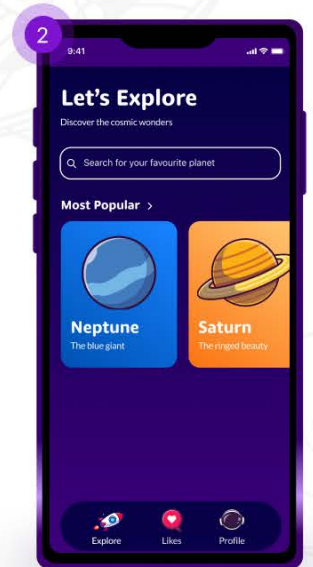 2
9:41
Let's Explore
Discover the cosmic wonders
Search for your favourite planet
Most Popular >
Neptune
The blue giant
Saturn
The ringed beauty
Explore
Likes
Profile